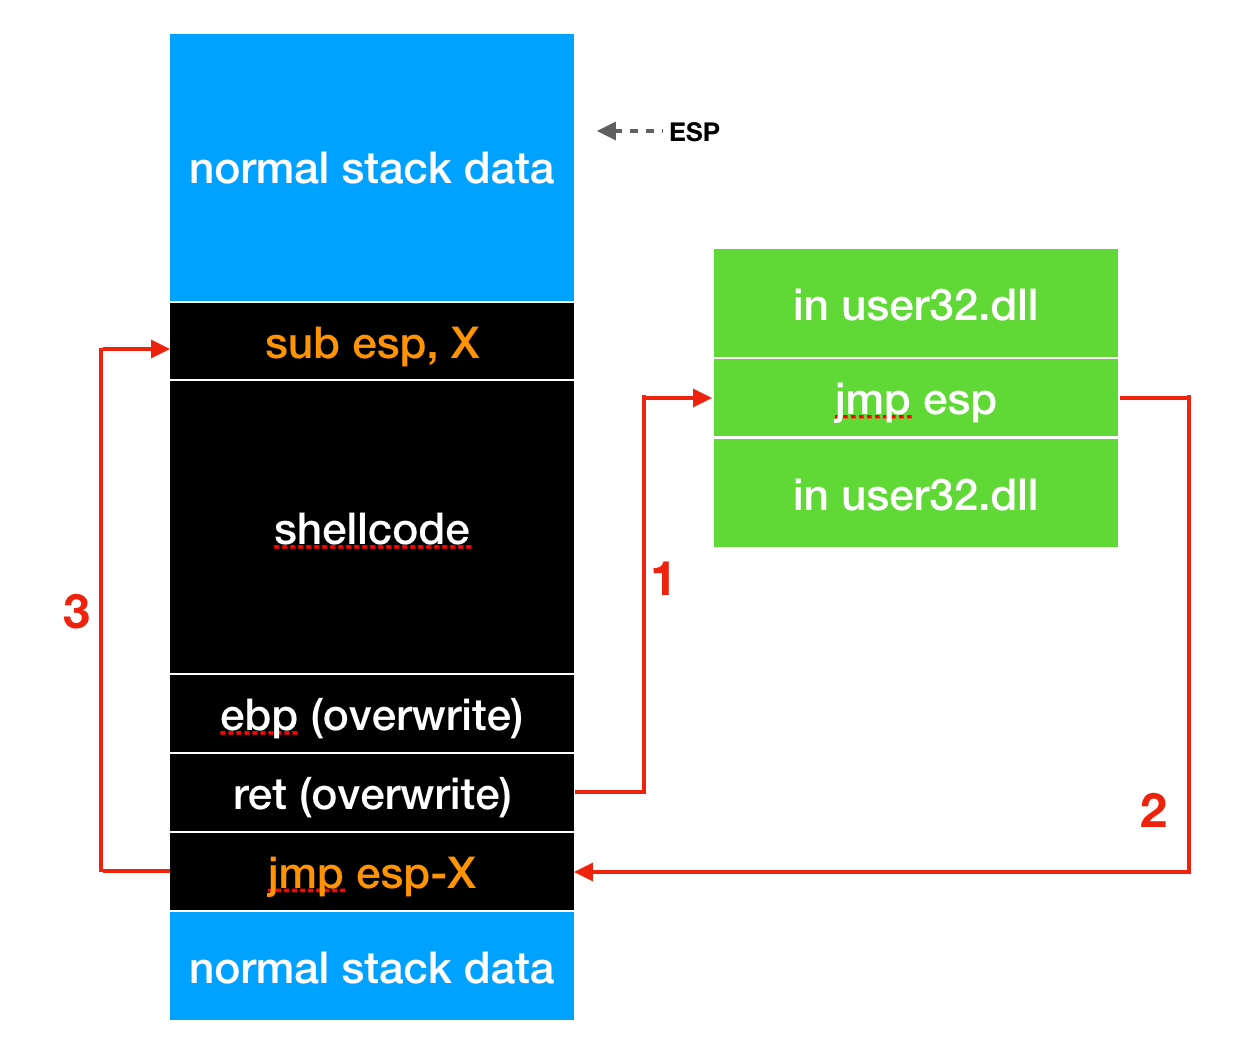 normal stack data
ESP
sub esp, X
shellcode
ebp (overwrite)
ret (overwrite)
jmp esp-X
normal stack data
in user32.dll
jmp esp
in user32.dll
1
2
3